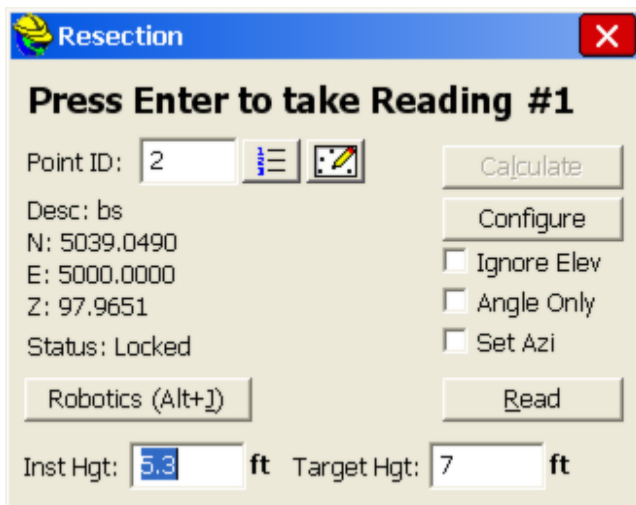 Resection
Press Enter to take Reading #1
Point ID: 2
Calculate
Desc: bs
Configure
N: 5039.0490
Ignore Elev
E: 5000.0000
Angle Only
Z: 97.9651
Set Azi
Status: Locked
Robotics (Alt+J)
Read
Inst Hgt: 5.3 ft Target Hgt: 7 ft